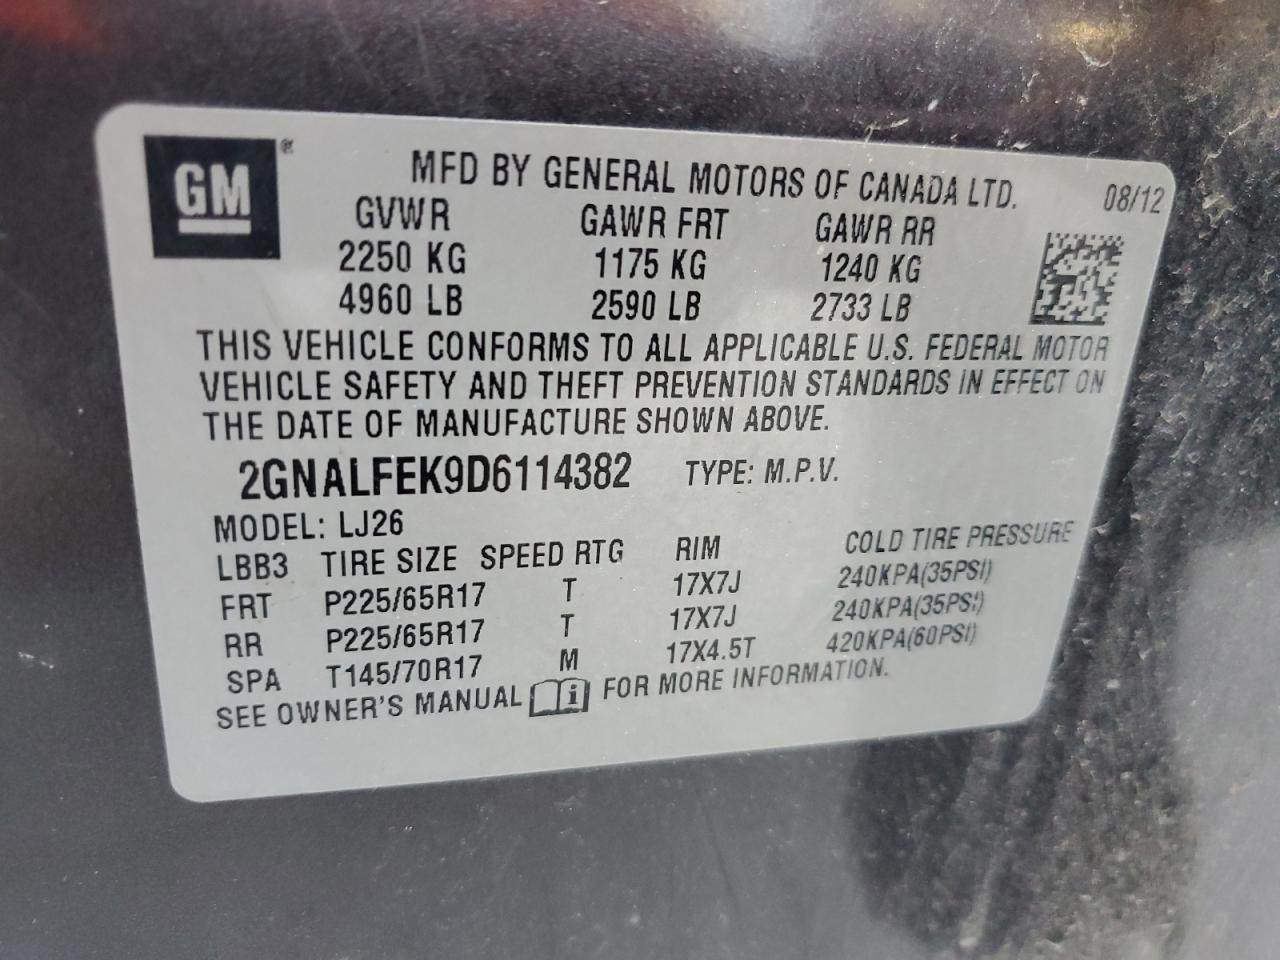 GM ®
MFD BY GENERAL MOTORS OF CANADA LTD. 08/12
GVWR GAWR FRT GAWR RR
2250 KG 1175 KG 1240 KG
4960 LB 2590 LB 2733 LB
THIS VEHICLE CONFORMS TO ALL APPLICABLE U.S. FEDERAL MOTOR
VEHICLE SAFETY AND THEFT PREVENTION STANDARDS IN EFFECT ON
THE DATE OF MANUFACTURE SHOWN ABOVE.
2GNALFEK9D6114382 TYPE: M.P.V.
MODEL: LJ26
LBB3 TIRE SIZE SPEED RTG RIM COLD TIRE PRESSURE
FRT P225/65R17 T 17X7J 240KPA(35PSI)
RR P225/65R17 T 17X7J 240KPA(35PSI)
SPA T145/70R17 M 17X4.5T 420KPA(60PSI)
SEE OWNER'S MANUAL i FOR MORE INFORMATION.